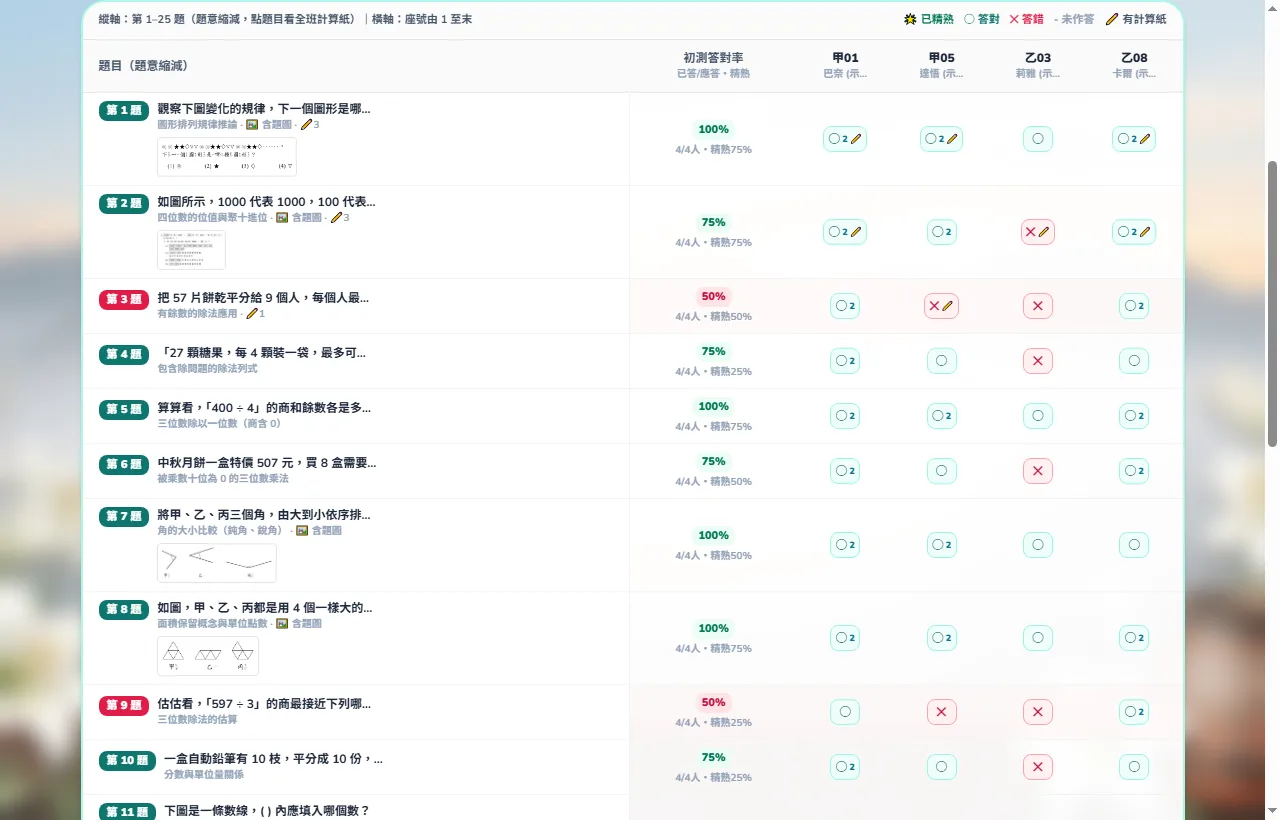 縱軸：第 1–25 題（題意縮減，點題目看全班計算紙）｜橫軸：座號由 1 至末
已精熟 答對 答錯 - 未作答 有計算紙
題目（題意縮減） 初測答對率 甲01 甲05 乙03 乙08
已答/應答・精熟 巴奈 (示... 達悟 (示... 莉雅 (示... 卡爾 (示...
第 1 題 觀察下圖變化的規律，下一個圖形是哪...
圖形排列規律推論 · 含題圖 · 3
100%
4/4人・精熟75%
○ 2 ○ 2 ○ ○ 2
第 2 題 如圖所示，1000 代表 1000，100 代表...
四位數的位值與聚十進位 · 含題圖 · 3
75%
4/4人・精熟75%
○ 2 ○ 2 × ○ 2
第 3 題 把 57 片餅乾平分給 9 個人，每個人最...
有餘數的除法應用 · 1
50%
4/4人・精熟50%
○ 2 × × ○ 2
第 4 題 「27 顆糖果，每 4 顆裝一袋，最多可...
包含除問題的除法列式
75%
4/4人・精熟25%
○ 2 ○ × ○
第 5 題 算算看，「400 ÷ 4」的商和餘數各是多...
三位數除以一位數（商含 0）
100%
4/4人・精熟75%
○ 2 ○ 2 ○ ○ 2
第 6 題 中秋月餅一盒特價 507 元，買 8 盒需要...
被乘數十位為 0 的三位數乘法
75%
4/4人・精熟50%
○ 2 ○ × ○ 2
第 7 題 將甲、乙、丙三個角，由大到小依序排...
角的大小比較（鈍角、銳角） · 含題圖
100%
4/4人・精熟50%
○ 2 ○ 2 ○ ○
第 8 題 如圖，甲、乙、丙都是用 4 個一樣大的...
面積保留概念與單位點數 · 含題圖
100%
4/4人・精熟75%
○ 2 ○ 2 ○ ○ 2
第 9 題 估估看，「597 ÷ 3」的商最接近下列哪...
三位數除法的估算
50%
4/4人・精熟25%
○ × × ○ 2
第 10 題 一盒自動鉛筆有 10 枝，平分成 10 份，...
分數與單位量關係
75%
4/4人・精熟25%
○ 2 ○ × ○
第 11 題 下圖是一條數線，( ) 內應填入哪個數？